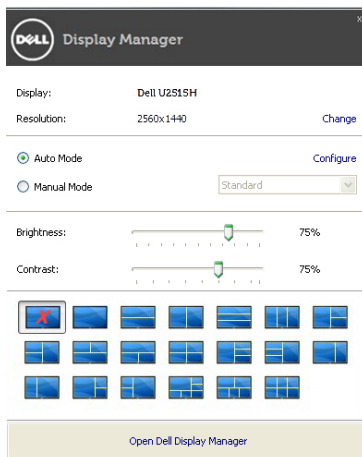 x
DELL Display Manager
Display: Dell U2515H
Resolution: 2560x1440 Change
Auto Mode Configure
Manual Mode Standard
Brightness: 75%
Contrast: 75%
Open Dell Display Manager